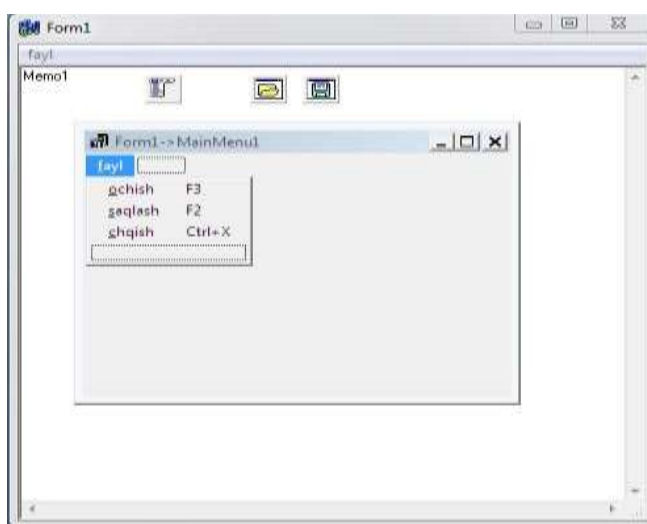 Form1
fayl
Memo1
Form1->MainMenu1
fayl
ochish F3
saqlash F2
chqish Ctrl+X